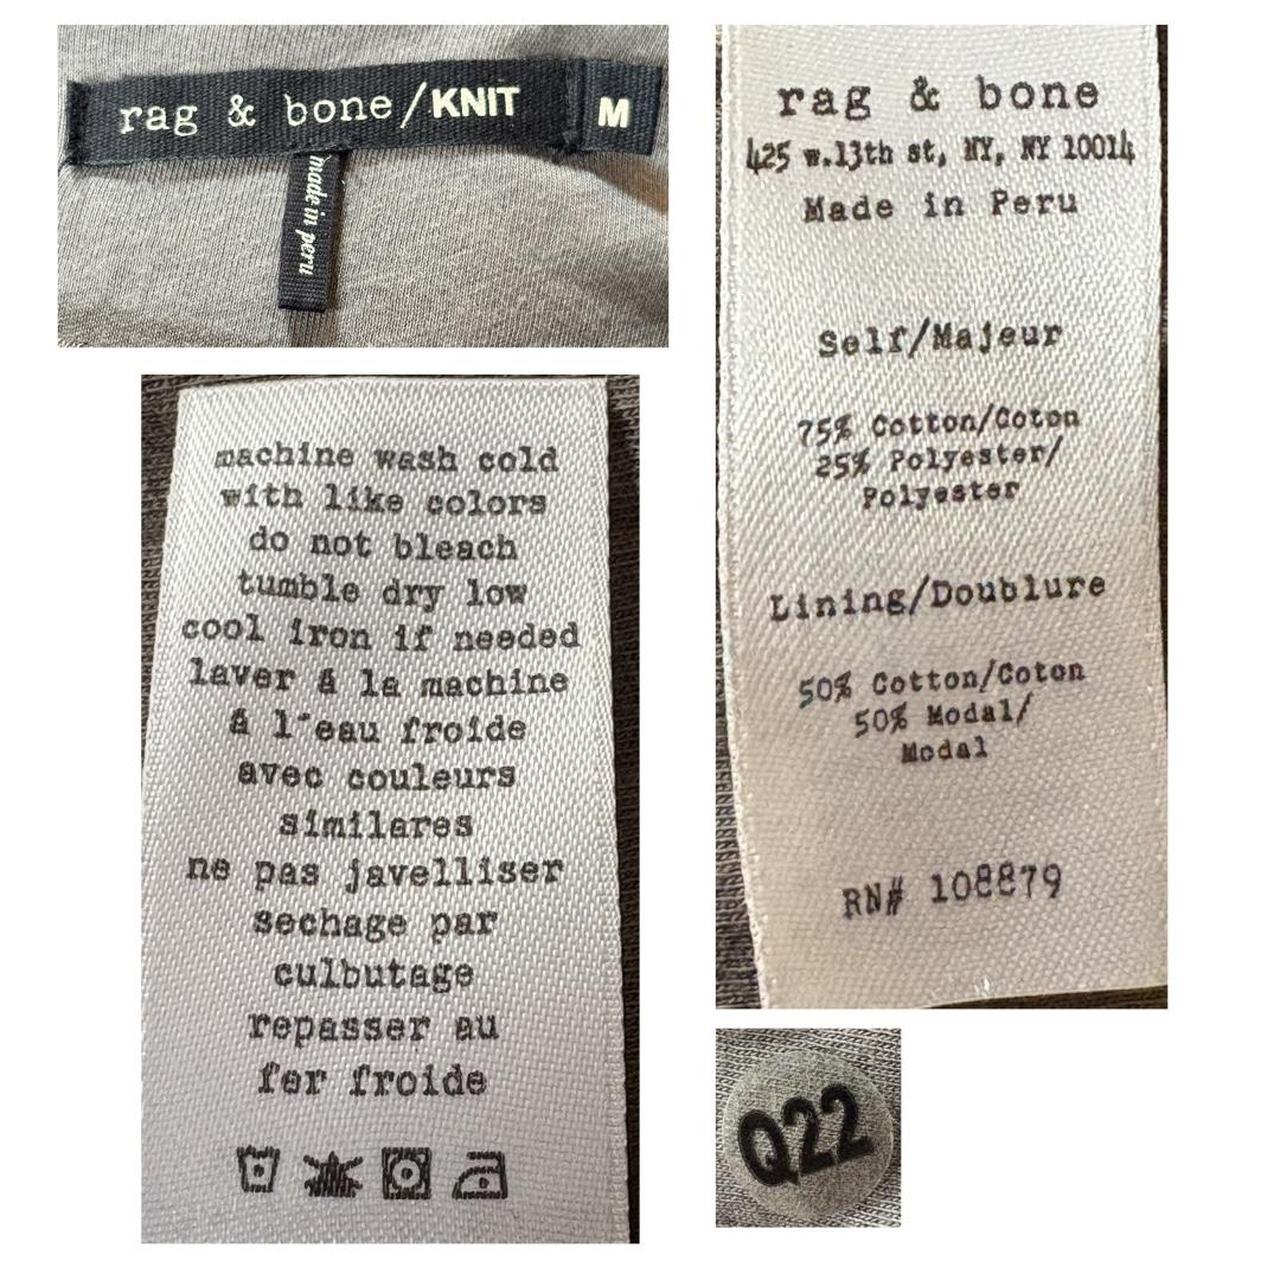 rag & bone/KNIT
M
made in peru
machine wash cold
with like colors
do not bleach
tumble dry low
cool iron if needed
laver á la machine
á l'eau froide
avec couleurs
similares
ne pas javelliser
sechage par
culbutage
repasser au
fer froide
rag & bone
425 w.13th st, NY, NY 10014
Made in Peru
Self/Majeur
75% Cotton/Coton
25% Polyester/
Polyester
Lining/Doublure
50% Cotton/Coton
50% Modal/
Modal
RN# 108879
Q22